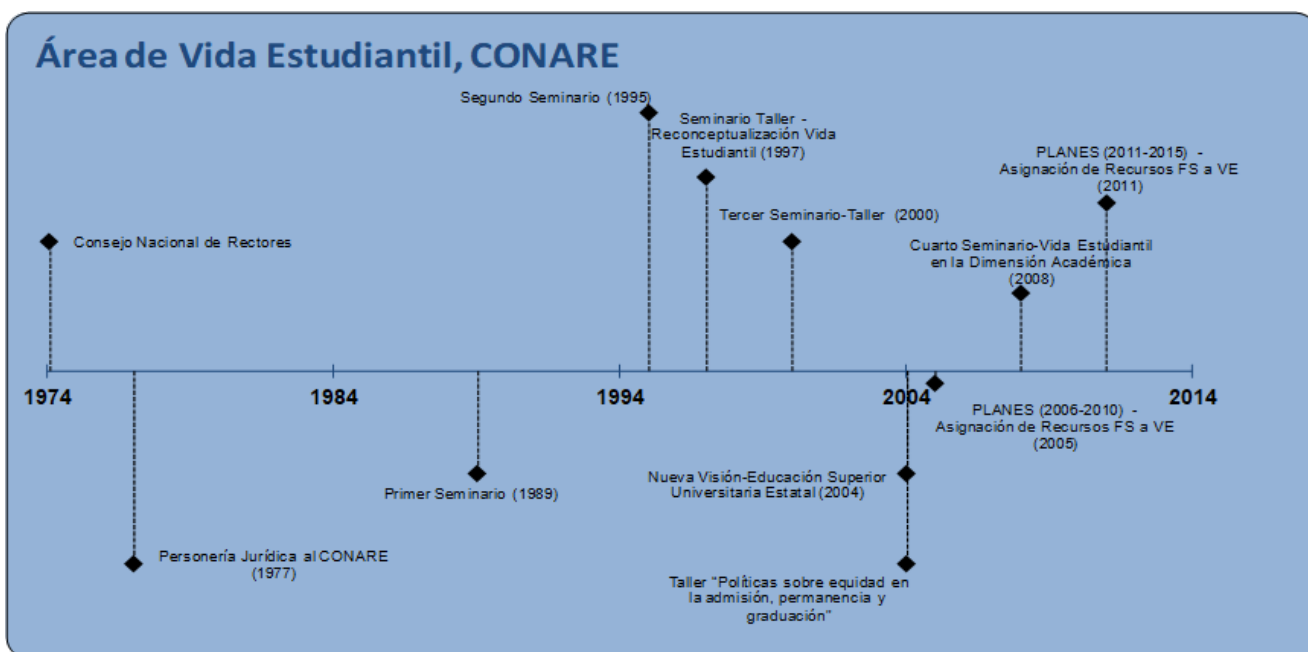 Área de Vida Estudiantil, CONARE
Segundo Seminario (1995)
Seminario Taller -
Reconceptualización Vida
Estudiantil (1997)
PLANES (2011-2015) -
Asignación de Recursos FS a VE
(2011)
Consejo Nacional de Rectores
Tercer Seminario-Taller (2000)
Cuarto Seminario-Vida Estudiantil
en la Dimensión Académica
(2008)
1974
1984
1994
2004
2014
PLANES (2006-2010) -
Asignación de Recursos FS a VE
(2005)
Primer Seminario (1989)
Nueva Visión-Educación Superior
Universitaria Estatal (2004)
Personería Jurídica al CONARE
(1977)
Taller "Políticas sobre equidad en
la admisión, permanencia y
graduación"